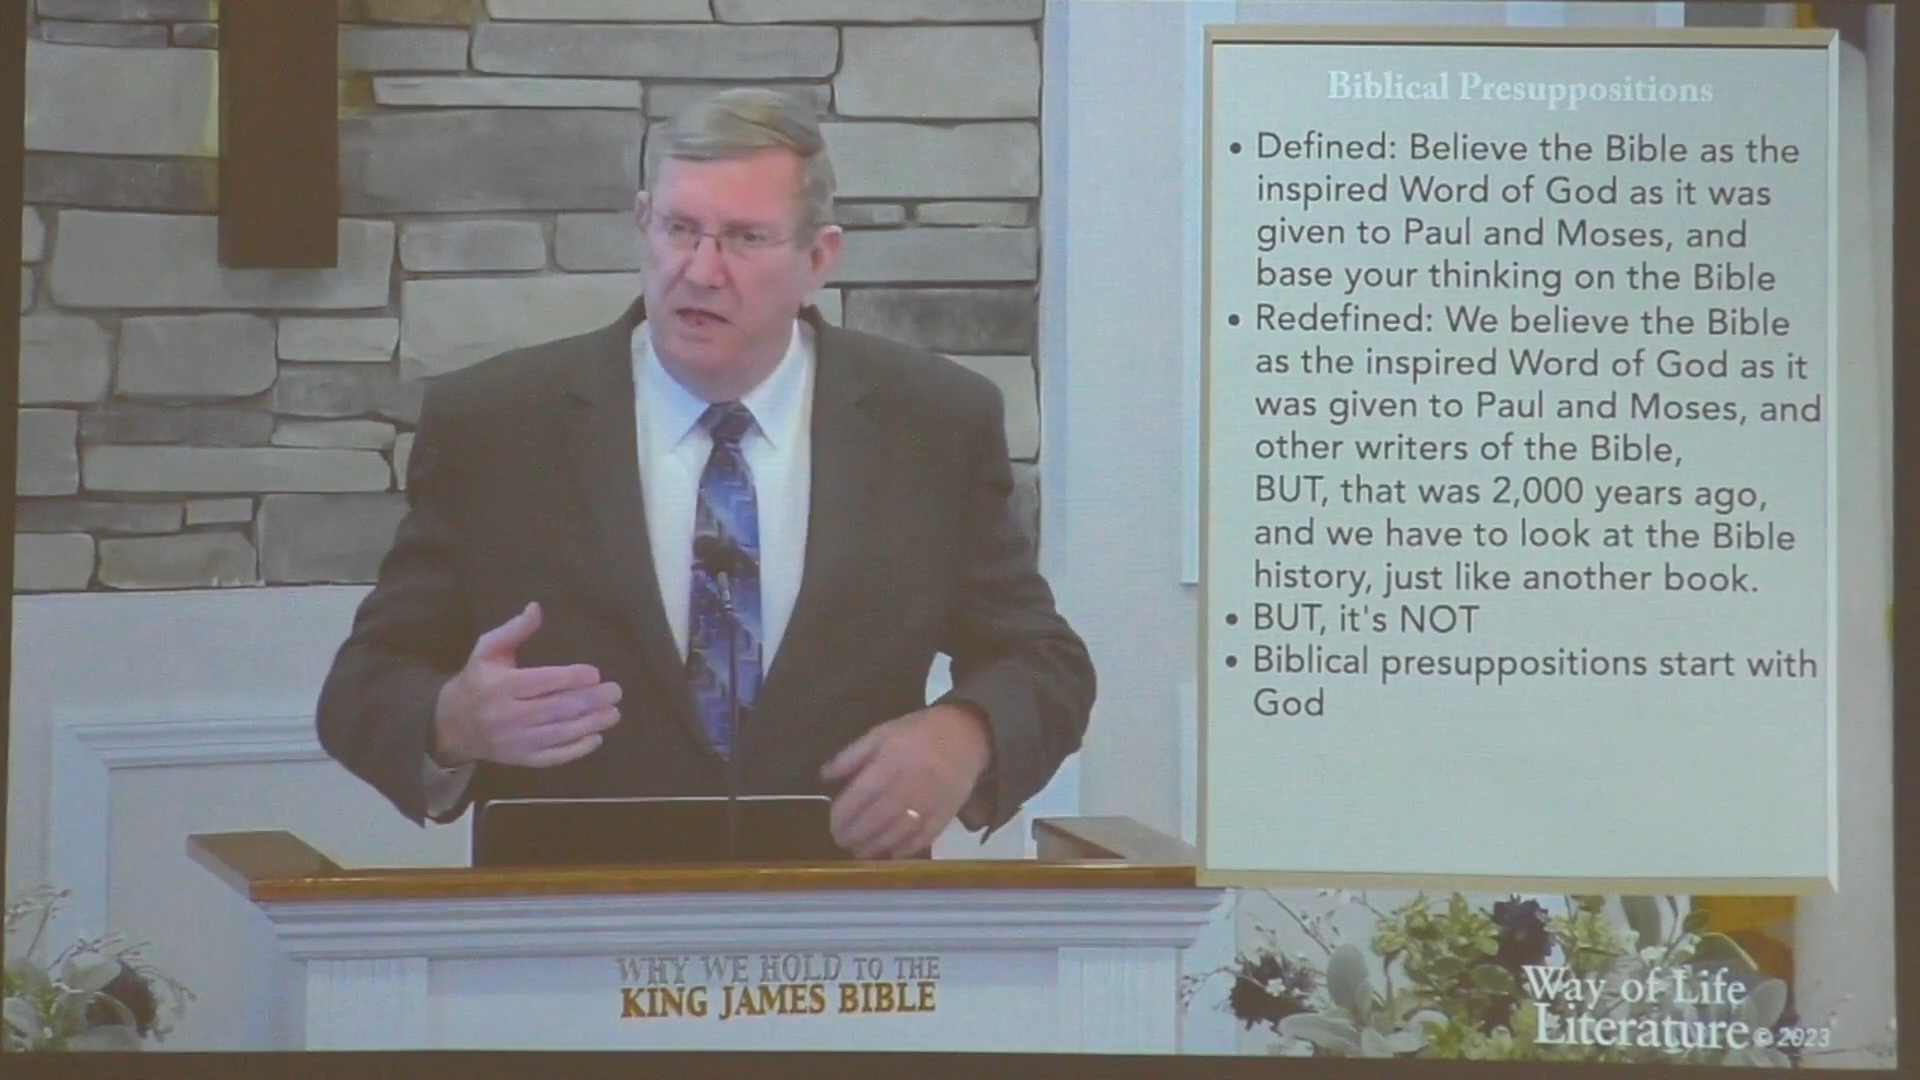 Biblical Presuppositions
• Defined: Believe the Bible as the
inspired Word of God as it was
given to Paul and Moses, and
base your thinking on the Bible
• Redefined: We believe the Bible
as the inspired Word of God as it
was given to Paul and Moses, and
other writers of the Bible,
BUT, that was 2,000 years ago,
and we have to look at the Bible
history, just like another book.
• BUT, it's NOT
• Biblical presuppositions start with
God
WHY WE HOLD TO THE
KING JAMES BIBLE
Way of Life
Literature © 2023